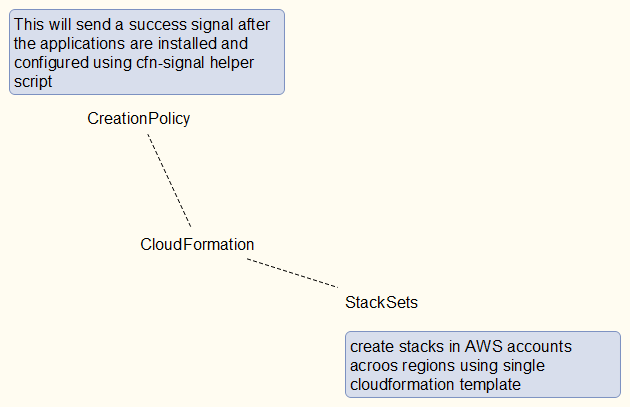 This will send a success signal after
the applications are installed and
configured using cfn-signal helper
script
CreationPolicy
CloudFormation
StackSets
create stacks in AWS accounts
acroos regions using single
cloudformation template